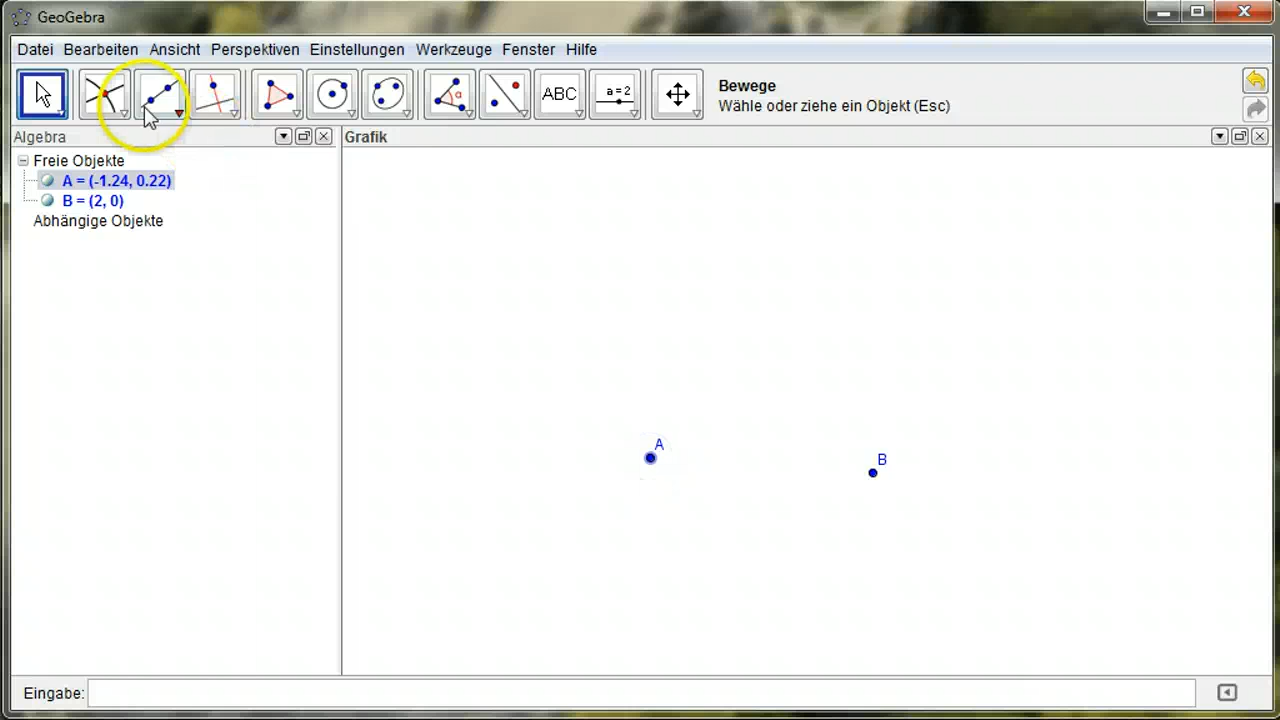 GeoGebra
Datei Bearbeiten Ansicht Perspektiven Einstellungen Werkzeuge Fenster Hilfe
α
ABC
a = 2
Bewege
Wähle oder ziehe ein Objekt (Esc)
Algebra
Grafik
Freie Objekte
A = (-1.24, 0.22)
B = (2, 0)
Abhängige Objekte
A
B
Eingabe: